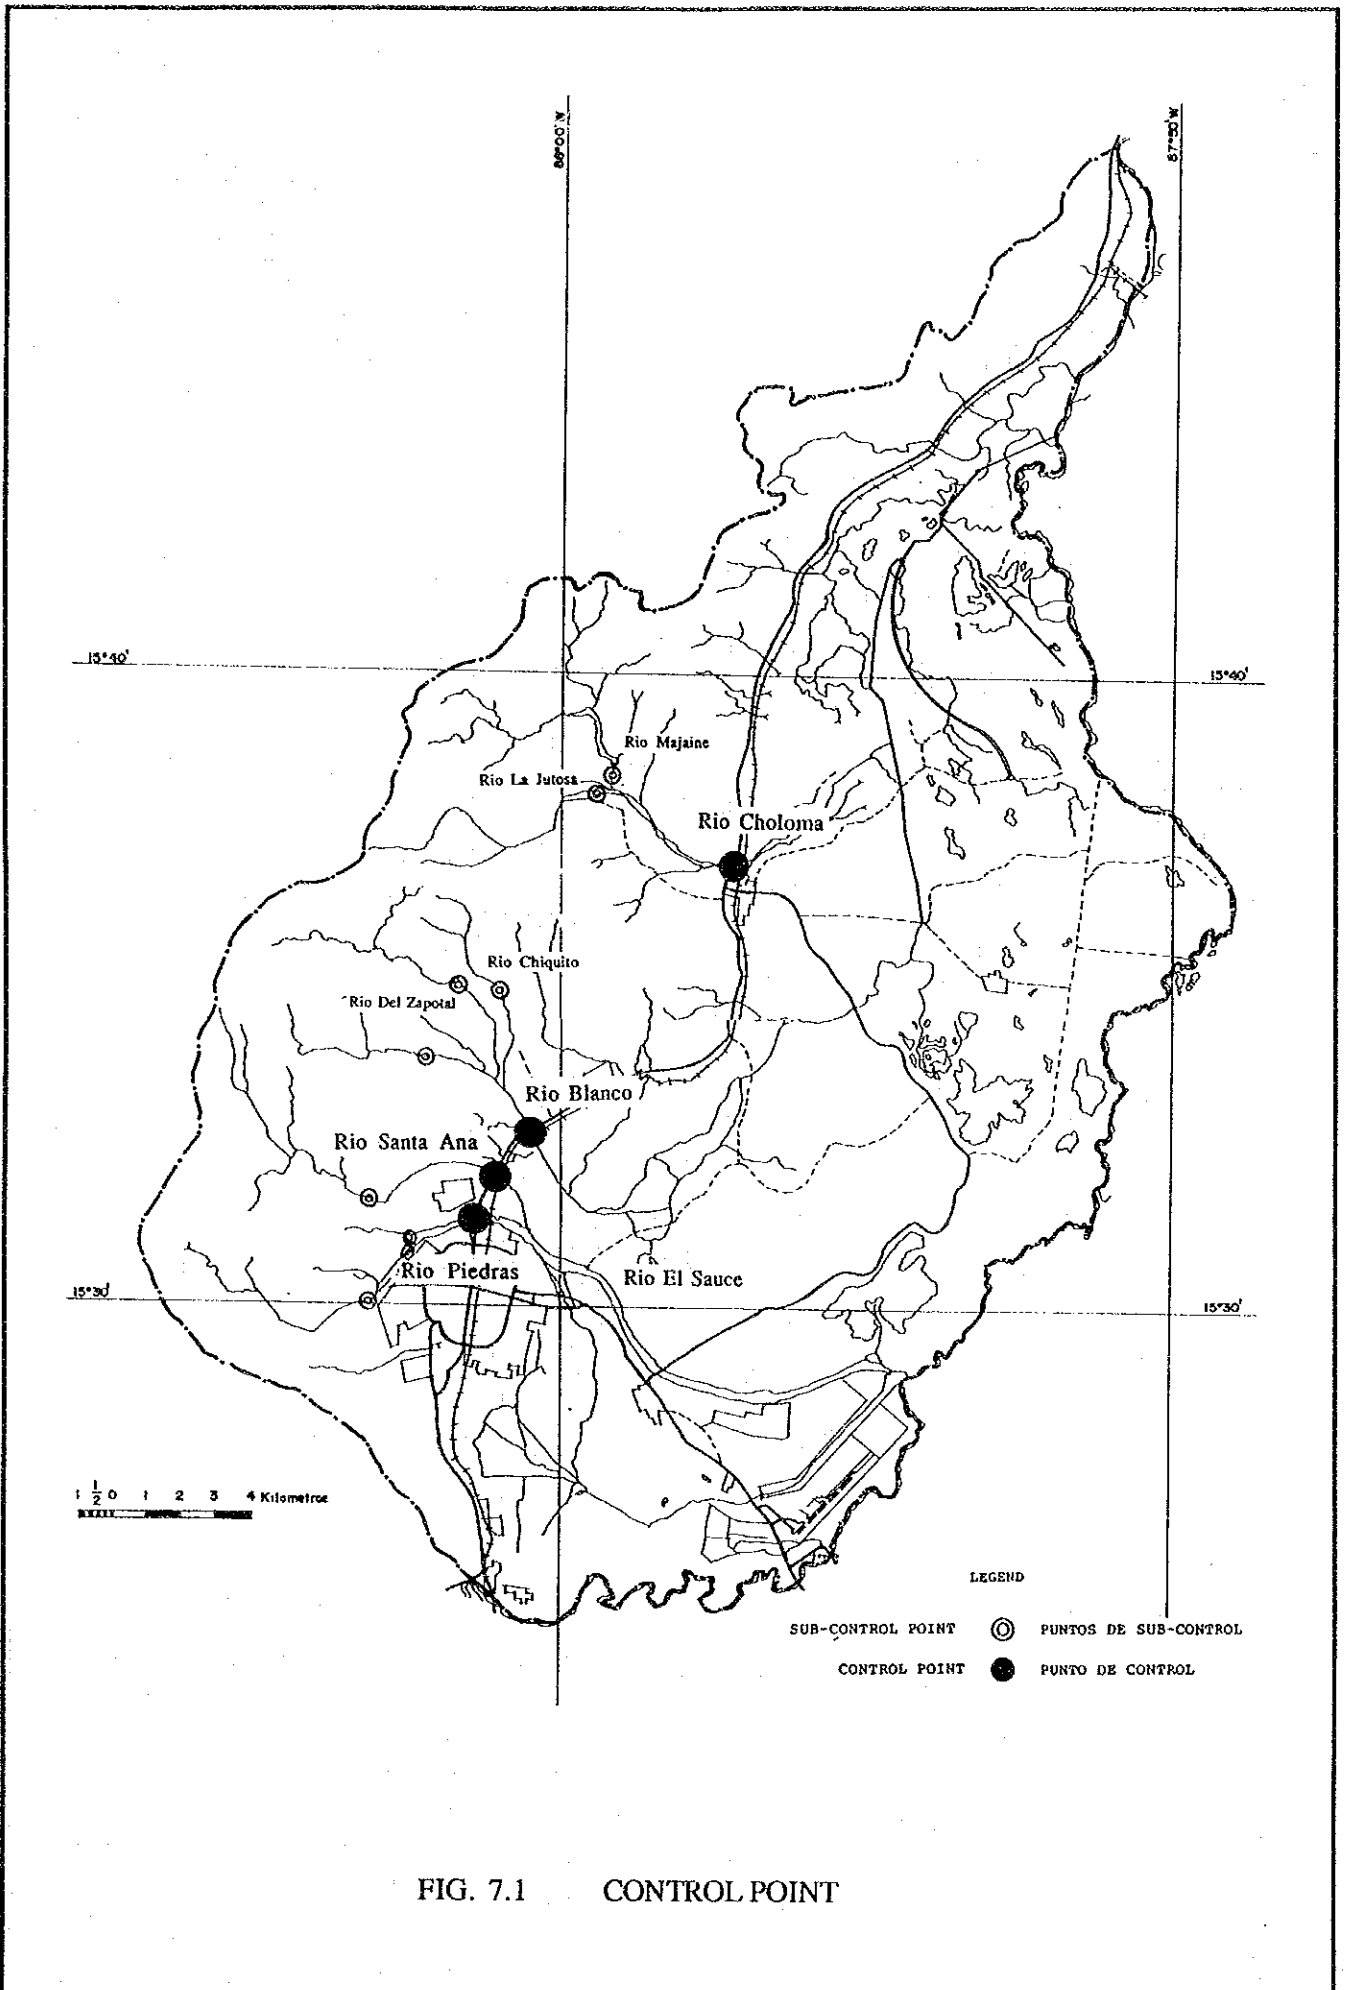 88°00' W
87°50' W
15°40'
15°40'
Rio Majaine
Rio La Jutosa
Rio Choloma
Rio Chiquito
Rio Del Zapotal
Rio Blanco
Rio Santa Ana
Rio Piedras
Rio El Sauce
15°30'
15°30'
1 1/2 0 1 2 3 4 Kilometros
LEGEND
SUB-CONTROL POINT PUNTOS DE SUB-CONTROL
CONTROL POINT PUNTO DE CONTROL
FIG. 7.1 CONTROL POINT